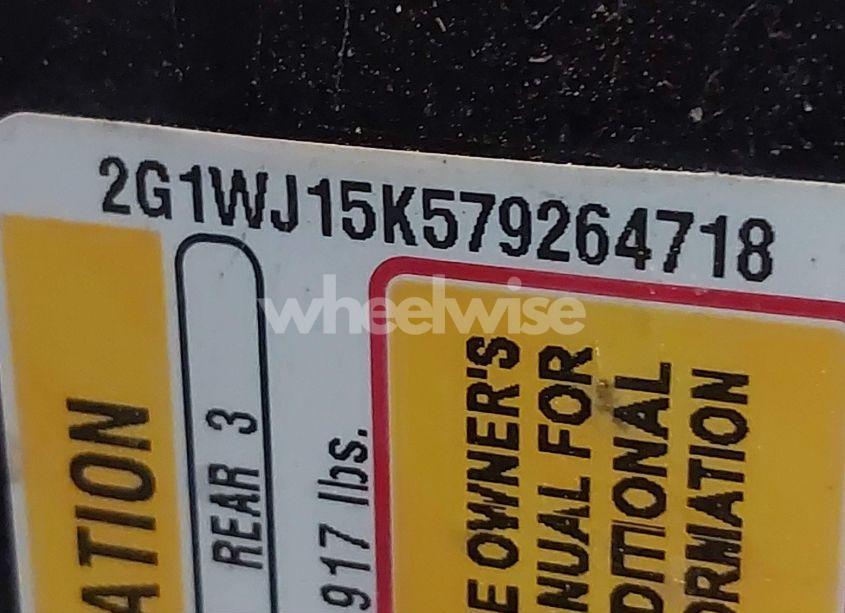 2G1WJ15K579264718
wheelwise
ATION
REAR 3
917 lbs.
E OWNER'S
NUAL FOR
DITIONAL
ORMATION